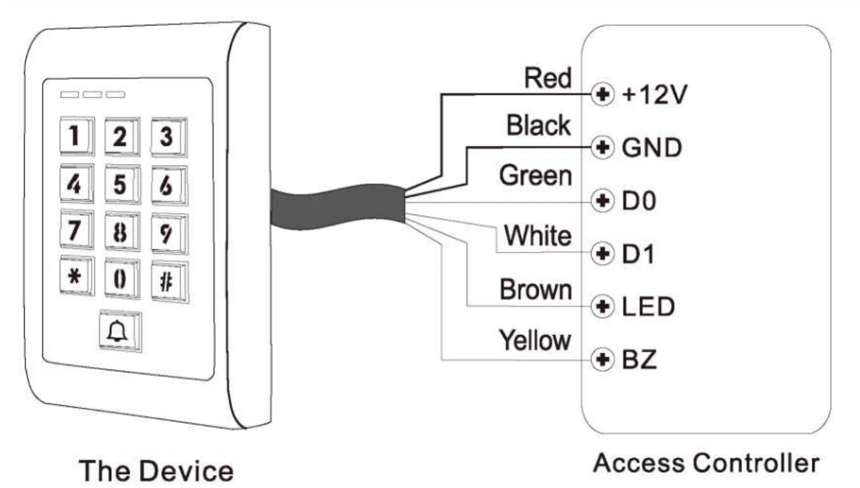 Red
+12V
Black
GND
Green
D0
White
D1
Brown
LED
Yellow
BZ
1 2 3
4 5 6
7 8 9
* 0 #
The Device
Access Controller